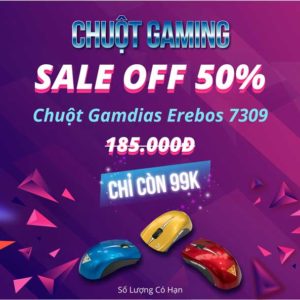 CHUỘT GAMING
SALE OFF 50%
Chuột Gamdias Erebos 7309
185.000Đ
CHỈ CÒN 99K
Số Lượng Có Hạn